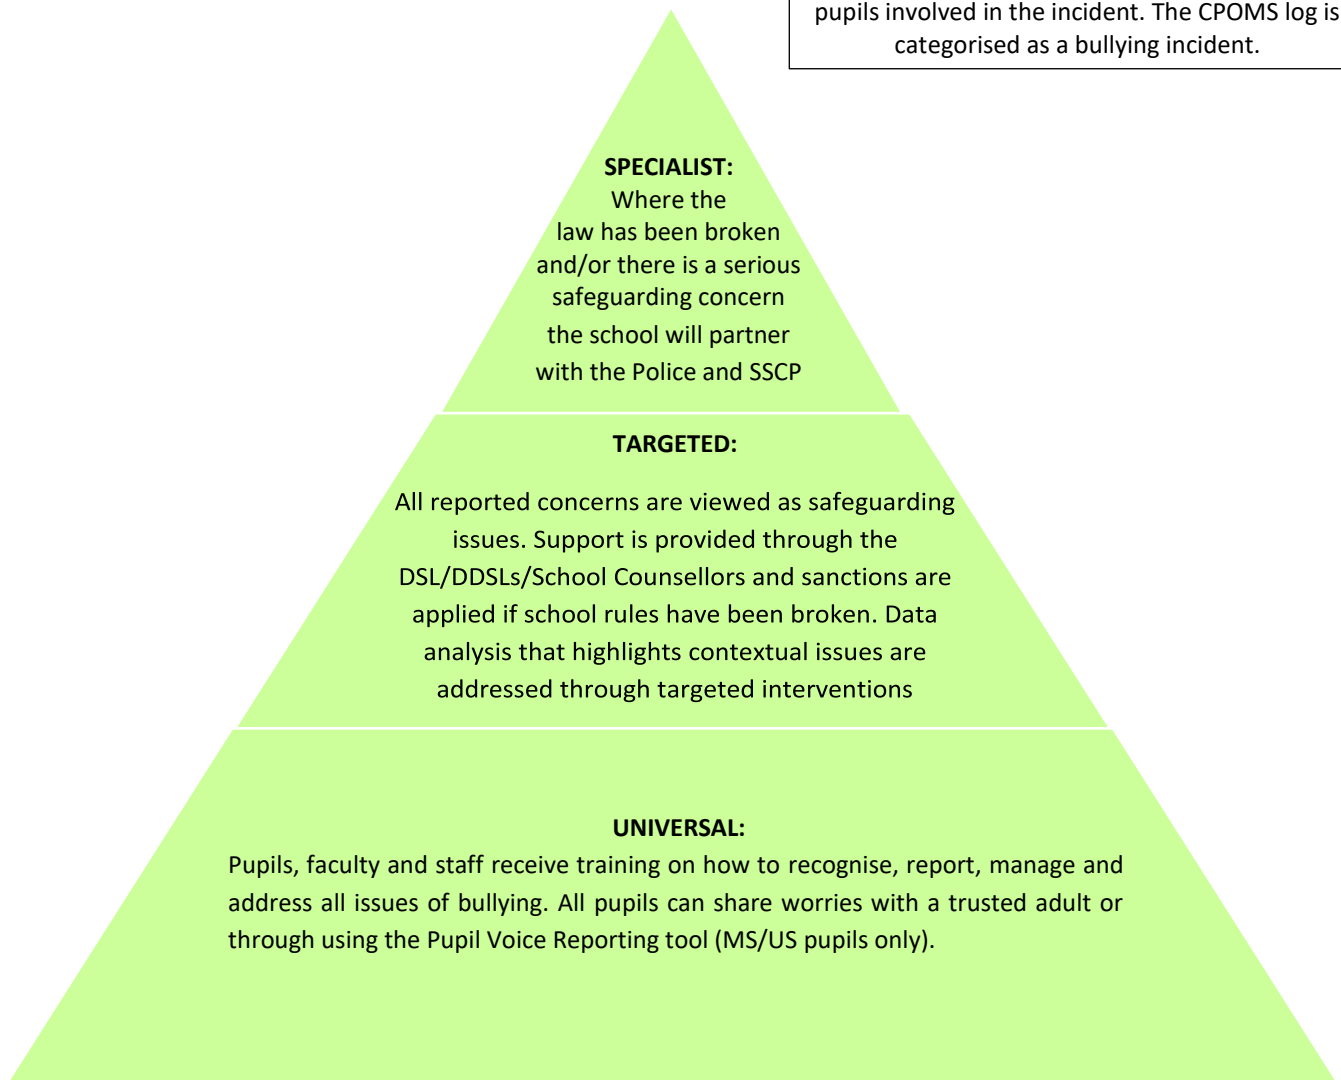 pupils involved in the incident. The CPOMS log is
categorised as a bullying incident.
SPECIALIST:
Where the
law has been broken
and/or there is a serious
safeguarding concern
the school will partner
with the Police and SSCP
TARGETED:
All reported concerns are viewed as safeguarding
issues. Support is provided through the
DSL/DDSLs/School Counsellors and sanctions are
applied if school rules have been broken. Data
analysis that highlights contextual issues are
addressed through targeted interventions
UNIVERSAL:
Pupils, faculty and staff receive training on how to recognise, report, manage and
address all issues of bullying. All pupils can share worries with a trusted adult or
through using the Pupil Voice Reporting tool (MS/US pupils only).